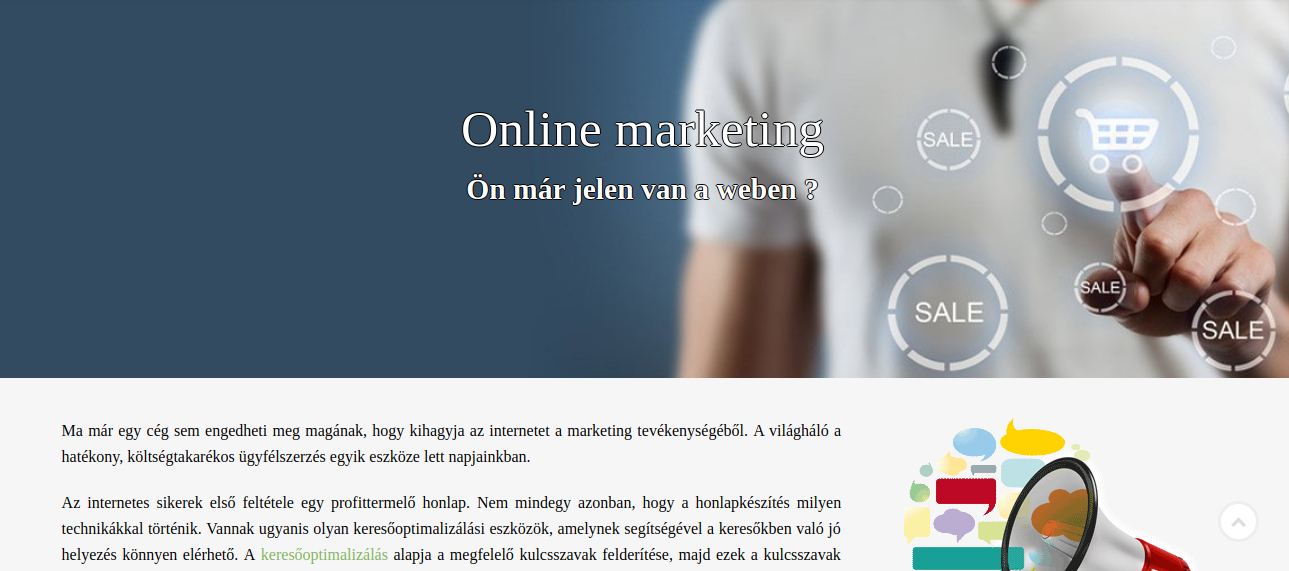 Online marketing
Ön már jelen van a weben ?
SALE
SALE
SALE
SALE
Ma már egy cég sem engedheti meg magának, hogy kihagyja az internetet a marketing tevékenységéből. A világháló a
hatékony, költségtakarékos ügyfélszerzés egyik eszköze lett napjainkban.
Az internetes sikerek első feltétele egy profittermelő honlap. Nem mindegy azonban, hogy a honlapkészítés milyen
technikákkal történik. Vannak ugyanis olyan keresőoptimalizálási eszközök, amelynek segítségével a keresőkben való jó
helyezés könnyen elérhető. A keresőoptimalizálás alapja a megfelelő kulcsszavak felderítése, majd ezek a kulcsszavak